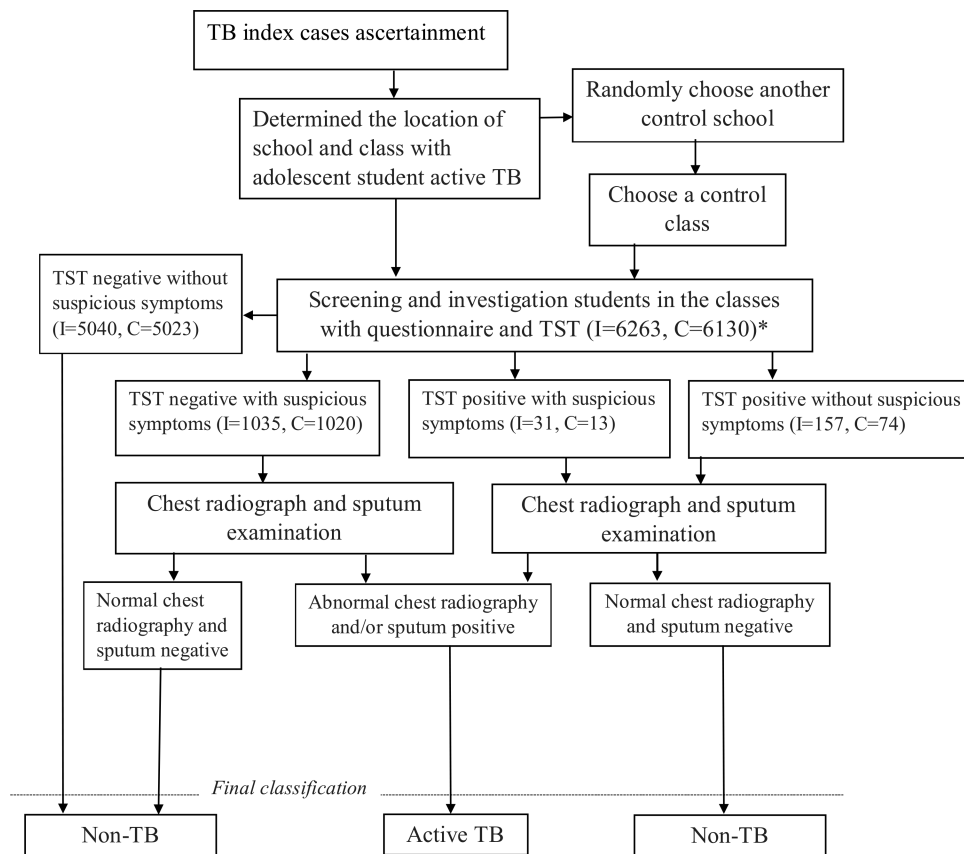 TB index cases ascertainment
Randomly choose another
control school
Determined the location of
school and class with
adolescent student active TB
Choose a control
class
TST negative without
suspicious symptoms
(I=5040, C=5023)
Screening and investigation students in the classes
with questionnaire and TST (I=6263, C=6130)*
TST negative with suspicious
symptoms (I=1035, C=1020)
TST positive with suspicious
symptoms (I=31, C=13)
TST positive without suspicious
symptoms (I=157, C=74)
Chest radiograph and sputum
examination
Chest radiograph and sputum
examination
Normal chest
radiography and
sputum negative
Abnormal chest radiography
and/or sputum positive
Normal chest radiography
and sputum negative
Final classification
Non-TB
Active TB
Non-TB